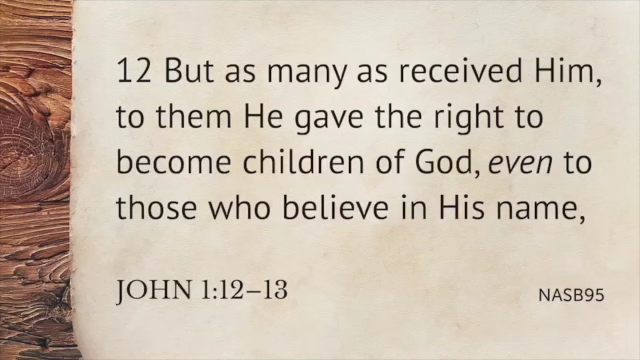 12 But as many as received Him,
to them He gave the right to
become children of God, even to
those who believe in His name,
JOHN 1:12–13
NASB95